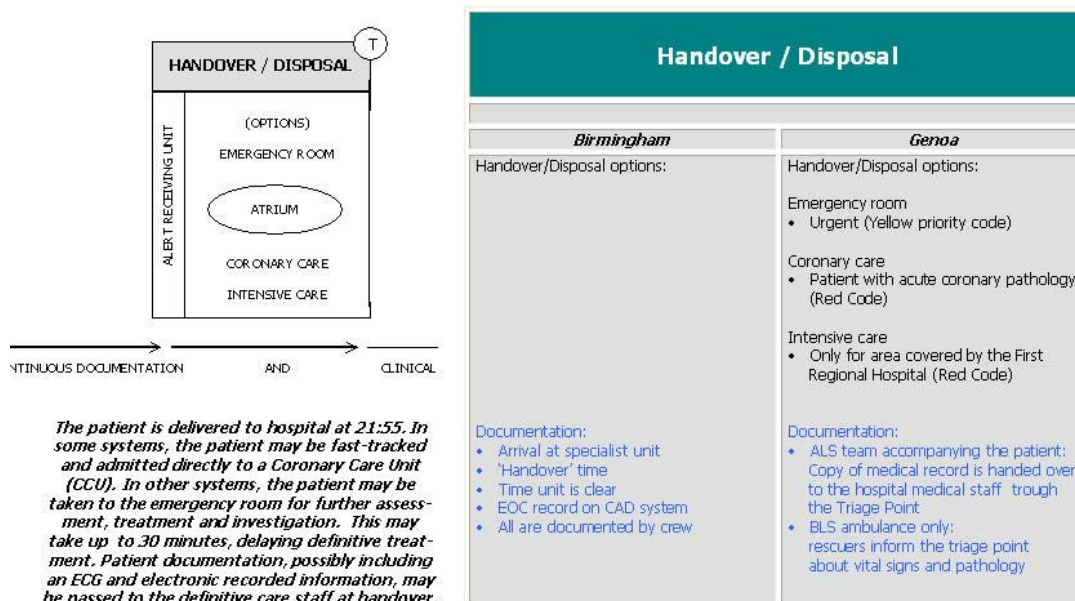 T
HANDOVER / DISPOSAL
ALERT RECEIVING UNIT
(OPTIONS)
EMERGENCY ROOM
ATRIUM
CORONARY CARE
INTENSIVE CARE
NTINUOUS DOCUMENTATION AND CLINICAL
The patient is delivered to hospital at 21:55. In
some systems, the patient may be fast-tracked
and admitted directly to a Coronary Care Unit
(CCU). In other systems, the patient may be
taken to the emergency room for further assess-
ment, treatment and investigation. This may
take up to 30 minutes, delaying definitive treat-
ment. Patient documentation, possibly including
an ECG and electronic recorded information, may
be passed to the definitive care staff at handover.
Handover / Disposal
Birmingham
Handover/Disposal options:
Documentation:
• Arrival at specialist unit
• 'Handover' time
• Time unit is clear
• EOC record on CAD system
• All are documented by crew
Genoa
Handover/Disposal options:
Emergency room
• Urgent (Yellow priority code)
Coronary care
• Patient with acute coronary pathology
(Red Code)
Intensive care
• Only for area covered by the First
Regional Hospital (Red Code)
Documentation:
• ALS team accompanying the patient:
Copy of medical record is handed over
to the hospital medical staff trough
the Triage Point
• BLS ambulance only:
rescuers inform the triage point
about vital signs and pathology